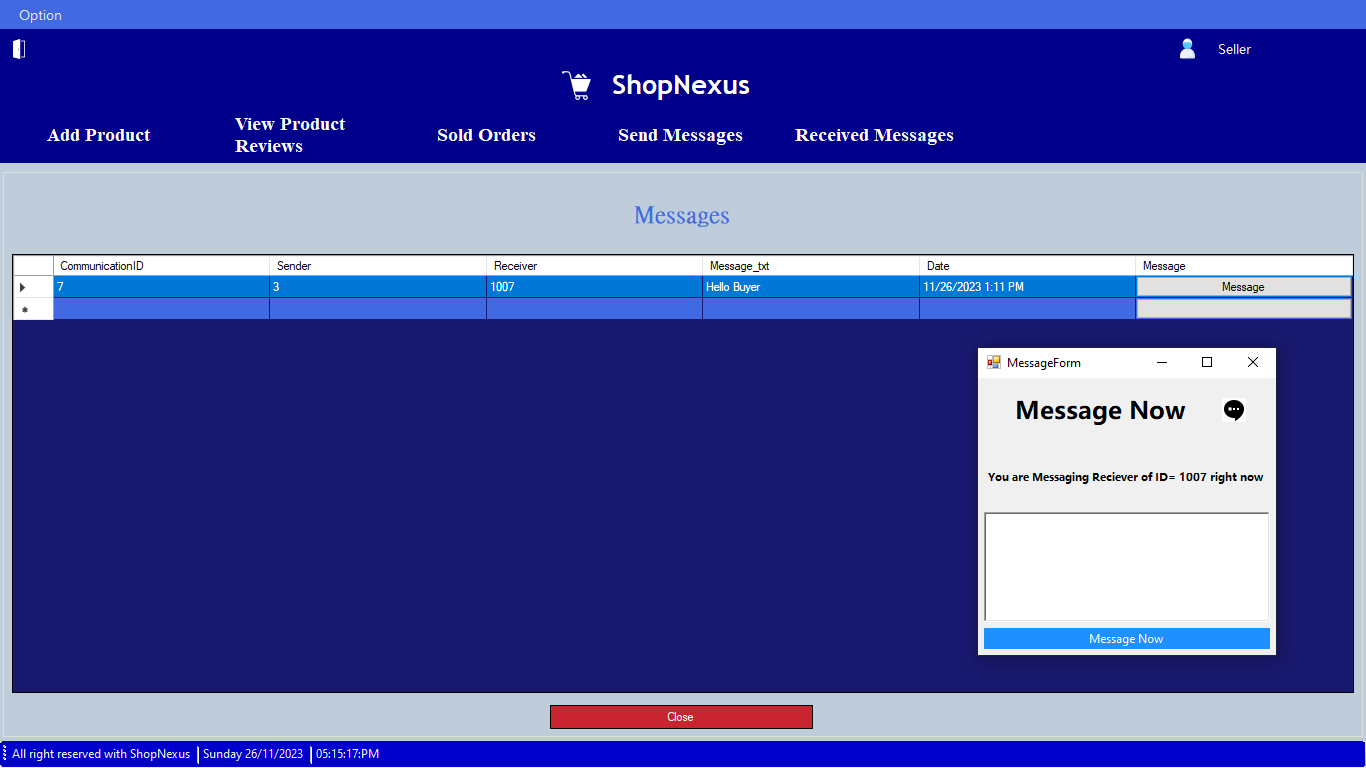 Option
Seller
ShopNexus
Add Product
View Product
Reviews
Sold Orders
Send Messages
Received Messages
Messages
CommunicationID Sender Receiver Message_txt Date Message
7 3 1007 Hello Buyer 11/26/2023 1:11 PM Message
MessageForm
Message Now
You are Messaging Reciever of ID= 1007 right now
Message Now
Close
All right reserved with ShopNexus Sunday 26/11/2023 05:15:17:PM